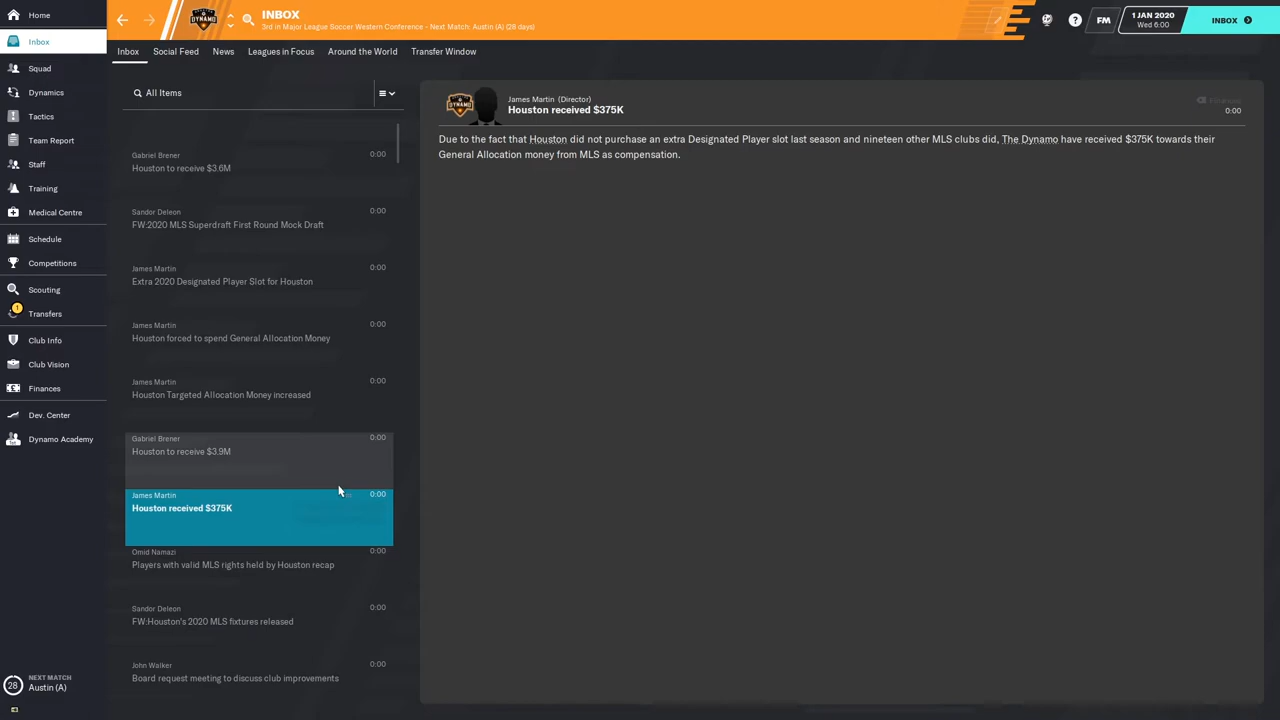 Home
Inbox
Squad
Dynamics
Tactics
Team Report
Staff
Training
Medical Centre
Schedule
Competitions
Scouting
1
Transfers
Club Info
Club Vision
Finances
Dev. Center
Dynamo Academy
28
NEXT MATCH
Austin (A)
DYNAMO
INBOX
3rd in Major League Soccer Western Conference - Next Match: Austin (A) (28 days)
?
FM
1 JAN 2020
Wed 6:00
INBOX
Inbox
Social Feed
News
Leagues in Focus
Around the World
Transfer Window
All Items
Gabriel Brener
0:00
Houston to receive $3.6M
Sandor Deleon
0:00
FW:2020 MLS Superdraft First Round Mock Draft
James Martin
0:00
Extra 2020 Designated Player Slot for Houston
James Martin
0:00
Houston forced to spend General Allocation Money
James Martin
0:00
Houston Targeted Allocation Money increased
Gabriel Brener
0:00
Houston to receive $3.9M
James Martin
0:00
Houston received $375K
Omid Namazi
0:00
Players with valid MLS rights held by Houston recap
Sandor Deleon
0:00
FW:Houston's 2020 MLS fixtures released
John Walker
0:00
Board request meeting to discuss club improvements
DYNAMO
James Martin (Director)
Houston received $375K
0:00
Due to the fact that Houston did not purchase an extra Designated Player slot last season and nineteen other MLS clubs did, The Dynamo have received $375K towards their
General Allocation money from MLS as compensation.